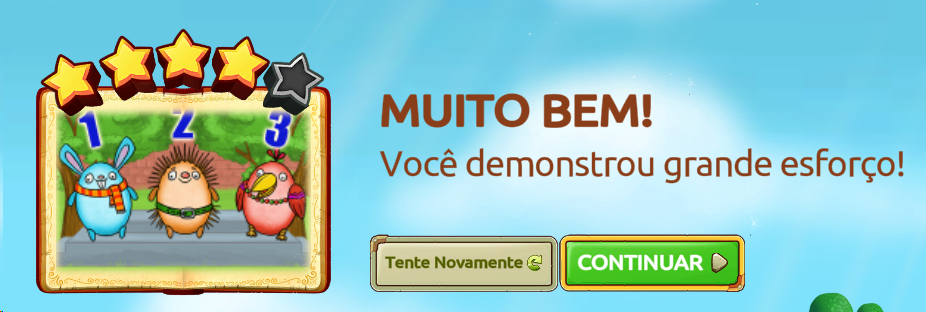 1 2 3
MUITO BEM!
Você demonstrou grande esforço!
Tente Novamente
CONTINUAR